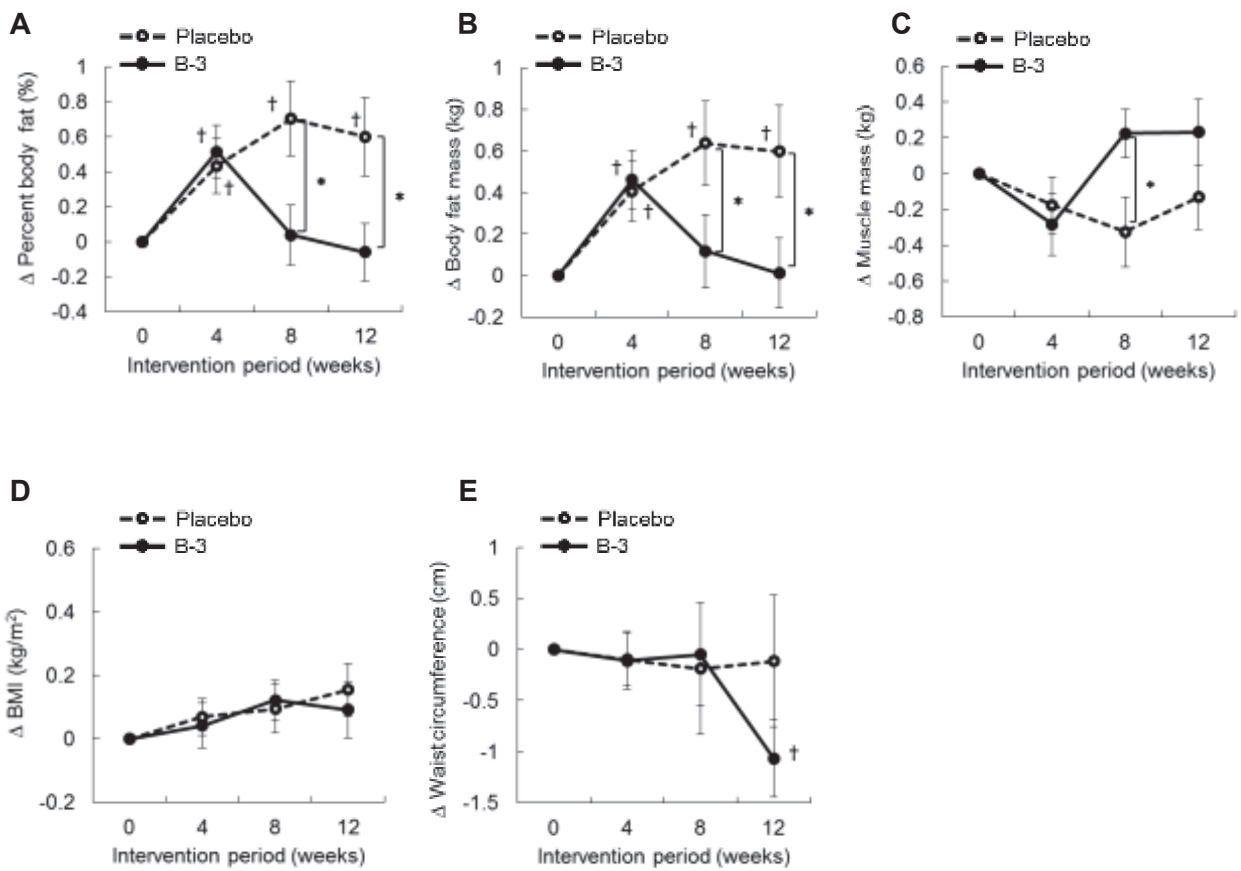 A
Placebo
B-3
Δ Percent body fat (%)
1
0.8
0.6
0.4
0.2
0
-0.2
-0.4
†
†
†
†
*
*
0
4
8
12
Intervention period (weeks)
B
Placebo
B-3
Δ Body fat mass (kg)
1
0.8
0.6
0.4
0.2
0
-0.2
†
†
†
†
*
*
0
4
8
12
Intervention period (weeks)
C
Placebo
B-3
Δ Muscle mass (kg)
0.6
0.4
0.2
0
-0.2
-0.4
-0.6
-0.8
*
0
4
8
12
Intervention period (weeks)
D
Placebo
B-3
Δ BMI (kg/m²)
0.6
0.4
0.2
0
-0.2
0
4
8
12
Intervention period (weeks)
E
Placebo
B-3
Δ Waist circumference (cm)
1
0.5
0
-0.5
-1
-1.5
†
0
4
8
12
Intervention period (weeks)